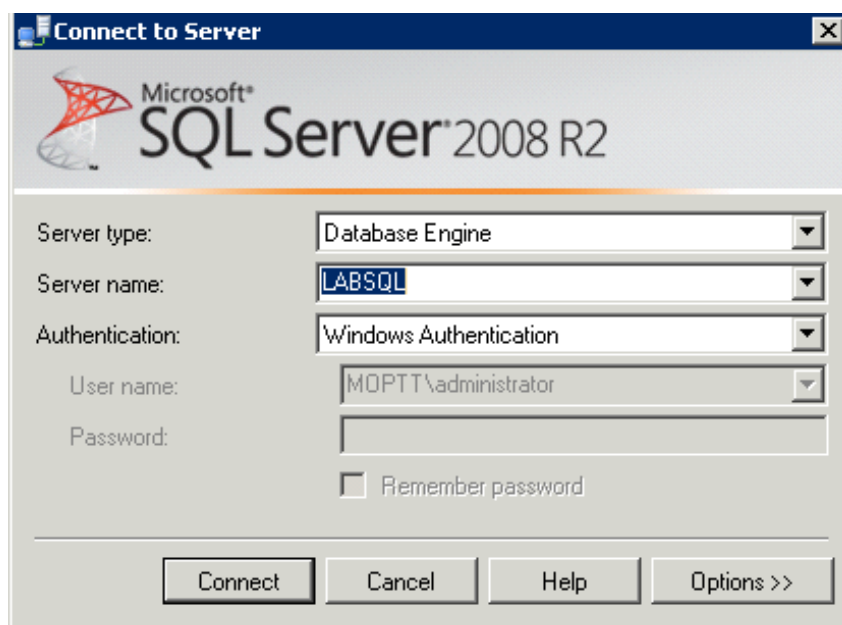 Connect to Server
Microsoft®
SQL Server® 2008 R2
Server type: Database Engine
Server name: LABSQL
Authentication: Windows Authentication
User name: MOPTT\administrator
Password:
Remember password
Connect Cancel Help Options >>